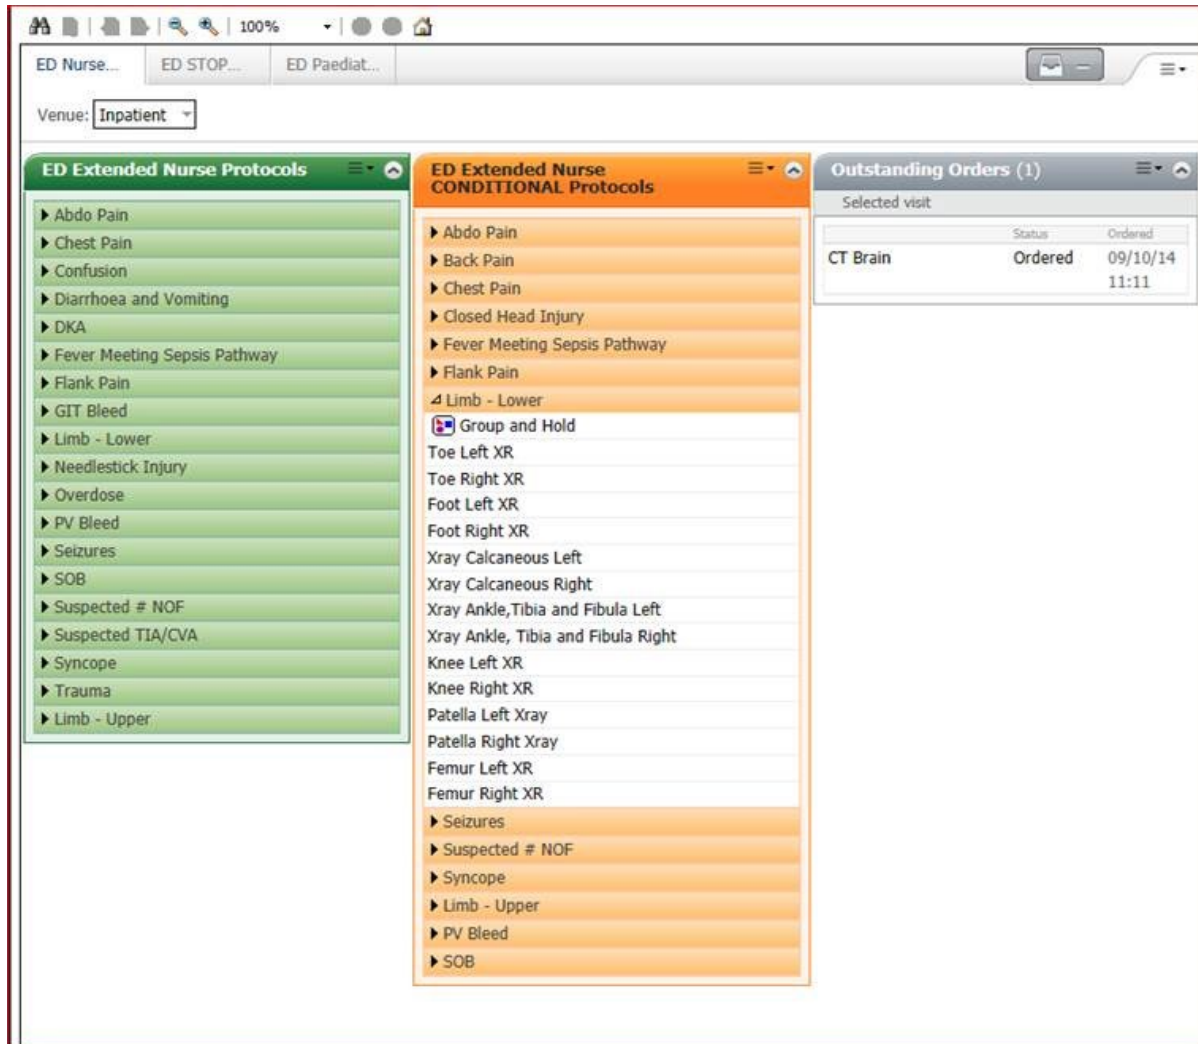 100%
ED Nurse...
ED STOP...
ED Paediat...
Venue: Inpatient
ED Extended Nurse Protocols
Abdo Pain
Chest Pain
Confusion
Diarrhoea and Vomiting
DKA
Fever Meeting Sepsis Pathway
Flank Pain
GIT Bleed
Limb - Lower
Needlestick Injury
Overdose
PV Bleed
Seizures
SOB
Suspected # NOF
Suspected TIA/CVA
Syncope
Trauma
Limb - Upper
ED Extended Nurse
CONDITIONAL Protocols
Abdo Pain
Back Pain
Chest Pain
Closed Head Injury
Fever Meeting Sepsis Pathway
Flank Pain
Limb - Lower
Group and Hold
Toe Left XR
Toe Right XR
Foot Left XR
Foot Right XR
Xray Calcaneous Left
Xray Calcaneous Right
Xray Ankle,Tibia and Fibula Left
Xray Ankle, Tibia and Fibula Right
Knee Left XR
Knee Right XR
Patella Left Xray
Patella Right Xray
Femur Left XR
Femur Right XR
Seizures
Suspected # NOF
Syncope
Limb - Upper
PV Bleed
SOB
Outstanding Orders (1)
Selected visit
Status Ordered
CT Brain Ordered 09/10/14
11:11